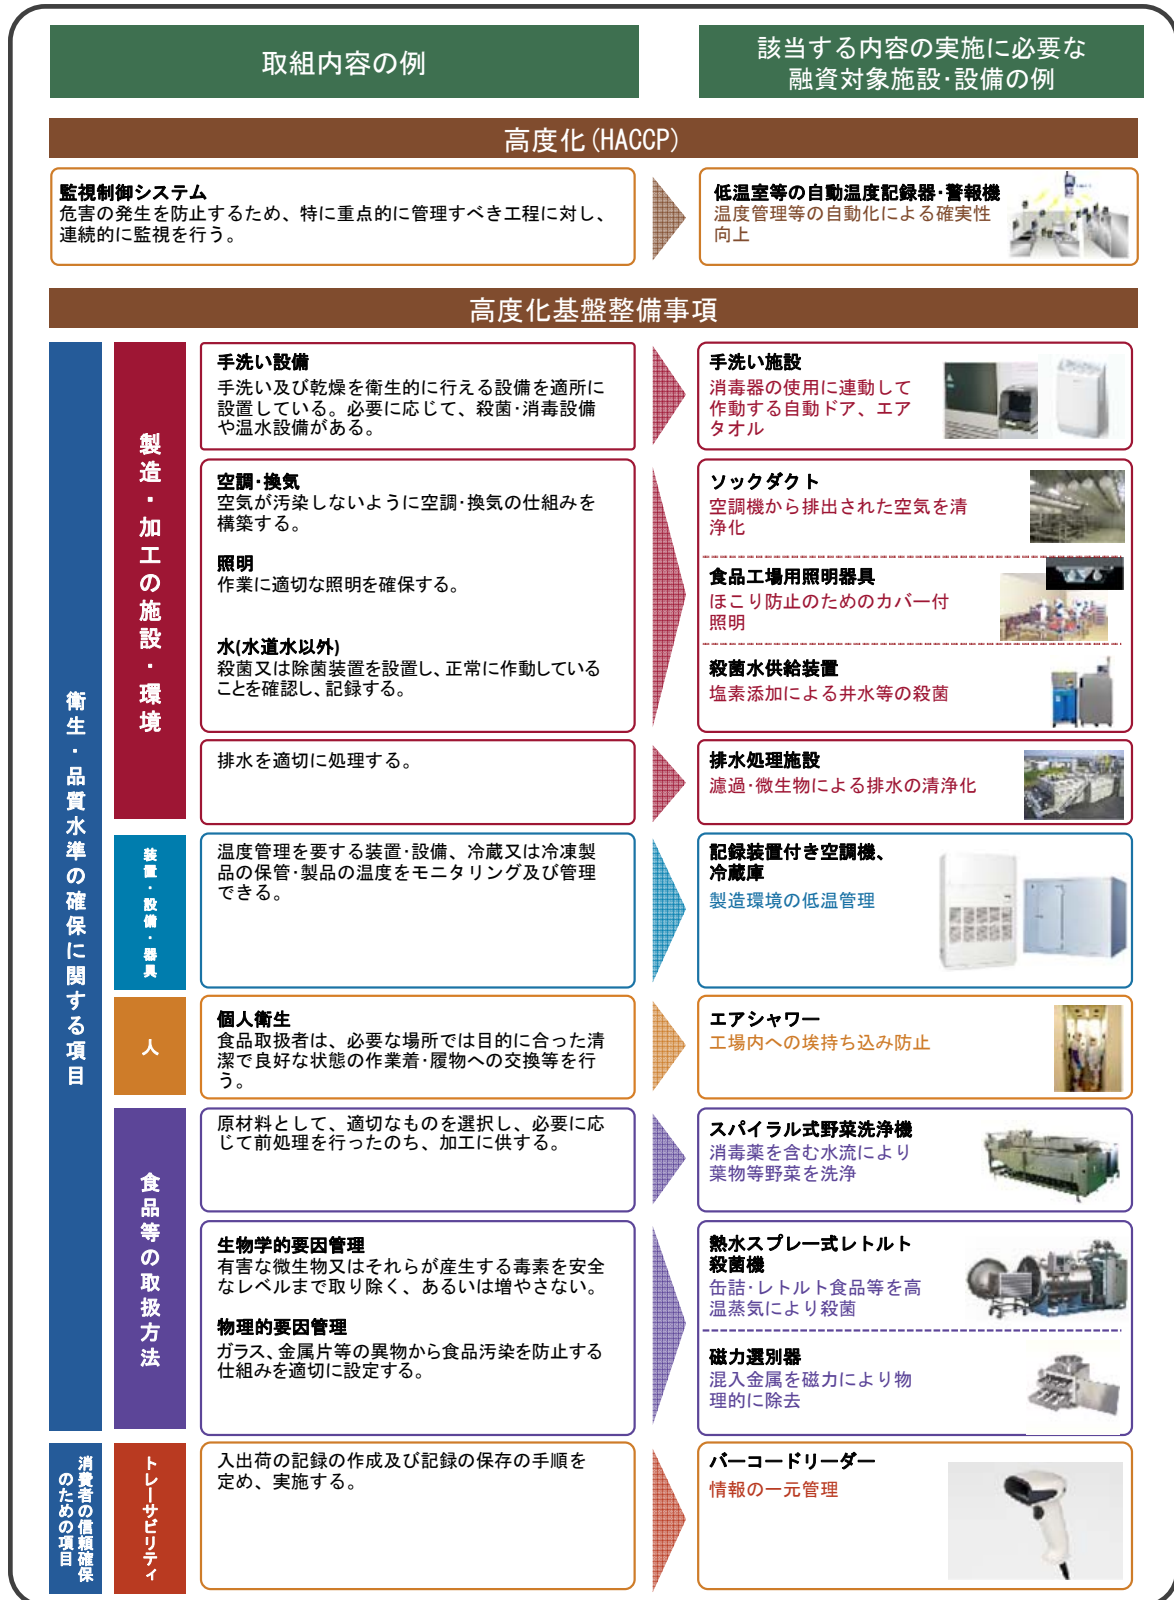 取組内容の例
該当する内容の実施に必要な
融資対象施設･設備の例
高度化(HACCP)
監視制御システム
危害の発生を防止するため、特に重点的に管理すべき工程に対し、
連続的に監視を行う。
低温室等の自動温度記録器･警報機
温度管理等の自動化による確実性
向上
高度化基盤整備事項
衛生・品質水準の確保に関する項目
製造・加工の施設・環境
手洗い設備
手洗い及び乾燥を衛生的に行える設備を適所に
設置している。必要に応じて、殺菌･消毒設備
や温水設備がある。
手洗い施設
消毒器の使用に連動して
作動する自動ドア、エア
タオル
空調･換気
空気が汚染しないように空調･換気の仕組みを
構築する。
照明
作業に適切な照明を確保する。
水(水道水以外)
殺菌又は除菌装置を設置し、正常に作動している
ことを確認し、記録する。
ソックダクト
空調機から排出された空気を清
浄化
食品工場用照明器具
ほこり防止のためのカバー付
照明
殺菌水供給装置
塩素添加による井水等の殺菌
排水を適切に処理する。
排水処理施設
濾過･微生物による排水の清浄化
装置・設備・器具
温度管理を要する装置･設備、冷蔵又は冷凍製
品の保管･製品の温度をモニタリング及び管理
できる。
記録装置付き空調機、
冷蔵庫
製造環境の低温管理
人
個人衛生
食品取扱者は、必要な場所では目的に合った清
潔で良好な状態の作業着･履物への交換等を行
う。
エアシャワー
工場内への埃持ち込み防止
食品等の取扱方法
原材料として、適切なものを選択し、必要に応
じて前処理を行ったのち、加工に供する。
スパイラル式野菜洗浄機
消毒薬を含む水流により
葉物等野菜を洗浄
生物学的要因管理
有害な微生物又はそれらが産生する毒素を安全
なレベルまで取り除く、あるいは増やさない。
物理的要因管理
ガラス、金属片等の異物から食品汚染を防止する
仕組みを適切に設定する。
熱水スプレー式レトルト
殺菌機
缶詰･レトルト食品等を高
温蒸気により殺菌
磁力選別器
混入金属を磁力により物
理的に除去
消費者の信頼確保
のための項目
トレーサビリティ
入出荷の記録の作成及び記録の保存の手順を
定め、実施する。
バーコードリーダー
情報の一元管理